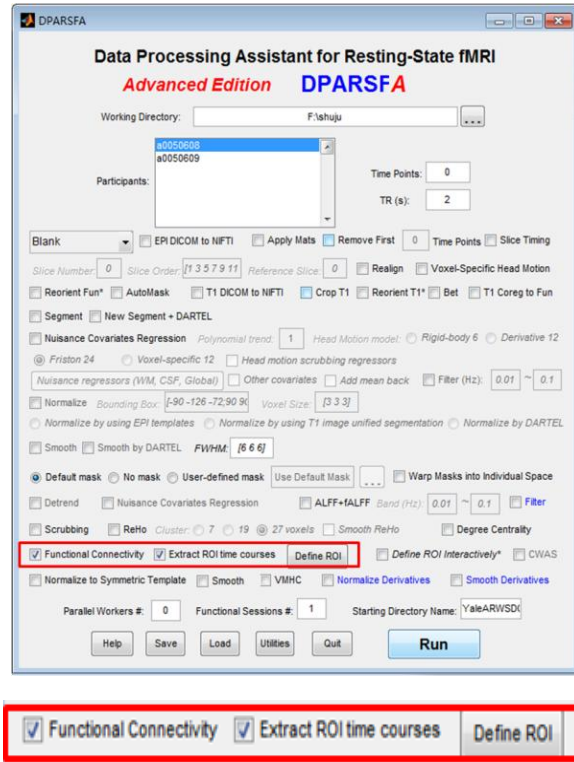 DPARSFA
Data Processing Assistant for Resting-State fMRI
Advanced Edition DPARSFA
Working Directory: F:\shuju ...
a0050608
a0050609
Participants:
Time Points: 0
TR (s): 2
Blank EPI DICOM to NIFTI Apply Mats Remove First 0 Time Points Slice Timing
Slice Number: 0 Slice Order: [1 3 5 7 9 11 Reference Slice: 0 Realign Voxel-Specific Head Motion
Reorient Fun* AutoMask T1 DICOM to NIFTI Crop T1 Reorient T1* Bet T1 Coreg to Fun
Segment New Segment + DARTEL
Nuisance Covariates Regression Polynomial trend: 1 Head Motion model: Rigid-body 6 Derivative 12
Friston 24 Voxel-specific 12 Head motion scrubbing regressors
Nuisance regressors (WM, CSF, Global) Other covariates Add mean back Filter (Hz): 0.01 ~ 0.1
Normalize Bounding Box: [-90 -126 -72;90 90 Voxel Size: [3 3 3]
Normalize by using EPI templates Normalize by using T1 image unified segmentation Normalize by DARTEL
Smooth Smooth by DARTEL FWHM: [6 6 6]
Default mask No mask User-defined mask Use Default Mask ... Warp Masks into Individual Space
Detrend Nuisance Covariates Regression ALFF+fALFF Band (Hz): 0.01 ~ 0.1 Filter
Scrubbing ReHo Cluster: 7 19 27 voxels Smooth ReHo Degree Centrality
Functional Connectivity Extract ROI time courses Define ROI Define ROI Interactively* CWAS
Normalize to Symmetric Template Smooth VMHC Normalize Derivatives Smooth Derivatives
Parallel Workers #: 0 Functional Sessions #: 1 Starting Directory Name: YaleARWSD
Help Save Load Utilities Quit Run
Functional Connectivity Extract ROI time courses Define ROI